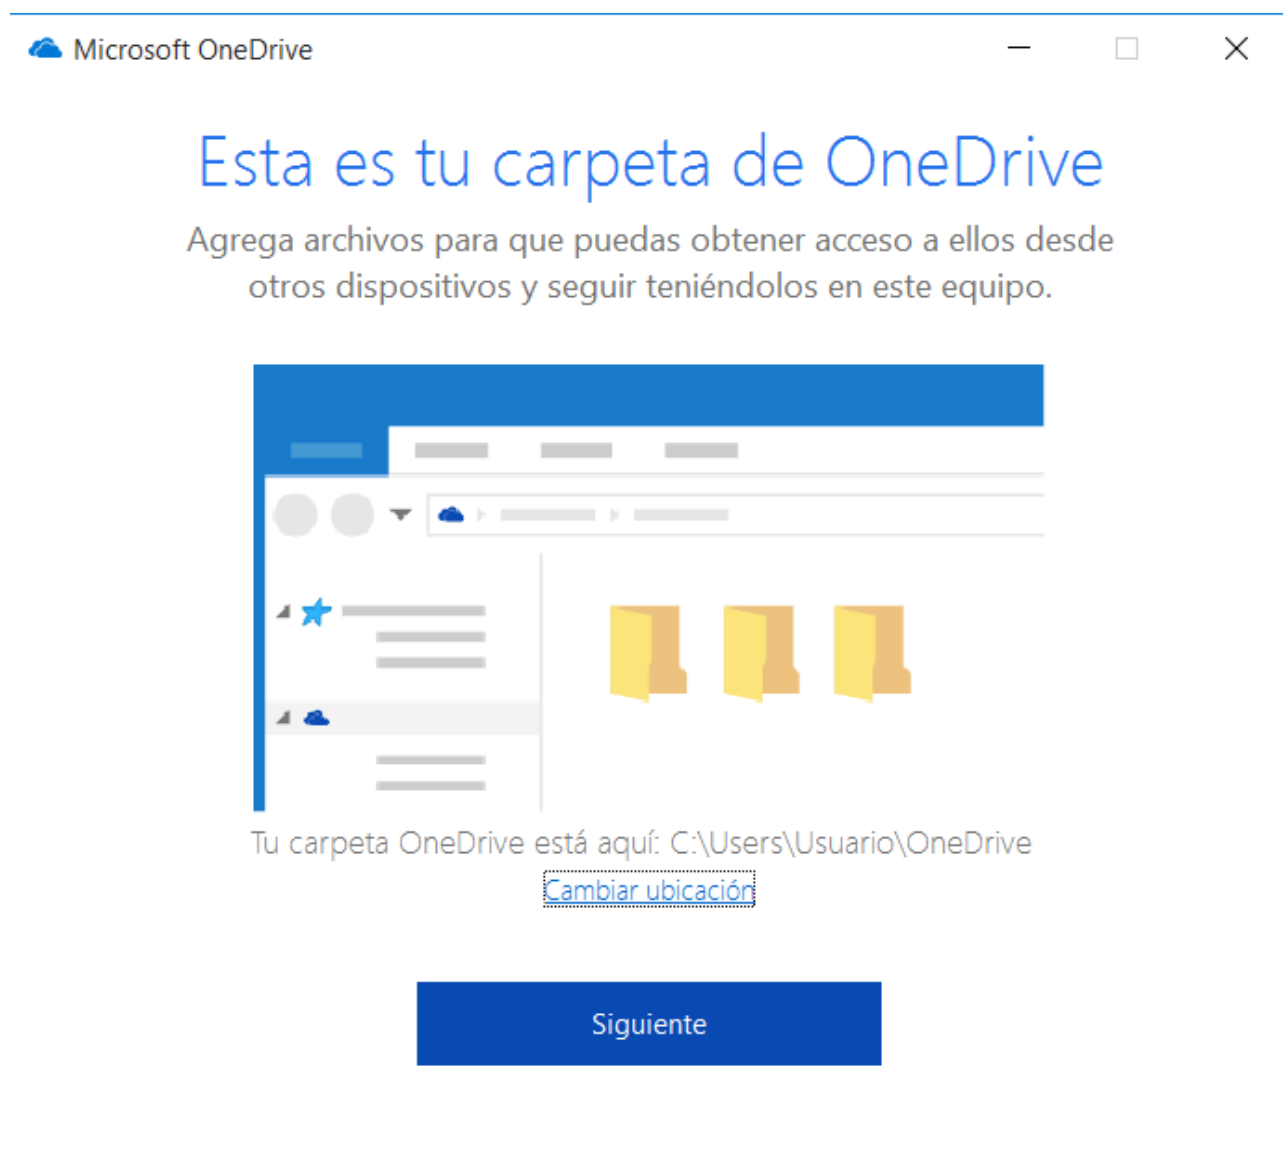 Microsoft OneDrive
Esta es tu carpeta de OneDrive
Agrega archivos para que puedas obtener acceso a ellos desde
otros dispositivos y seguir teniéndolos en este equipo.
Tu carpeta OneDrive está aquí: C:\Users\Usuario\OneDrive
Cambiar ubicación
Siguiente